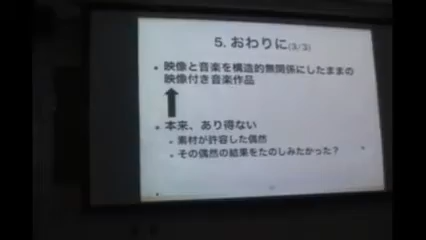 5. おわりに(3/3)
• 映像と音楽を構造的無関係にしたままの
映像付き音楽作品
• 本来、あり得ない
• 素材が許容した偶然
• その偶然の結果をたのしみたかった？